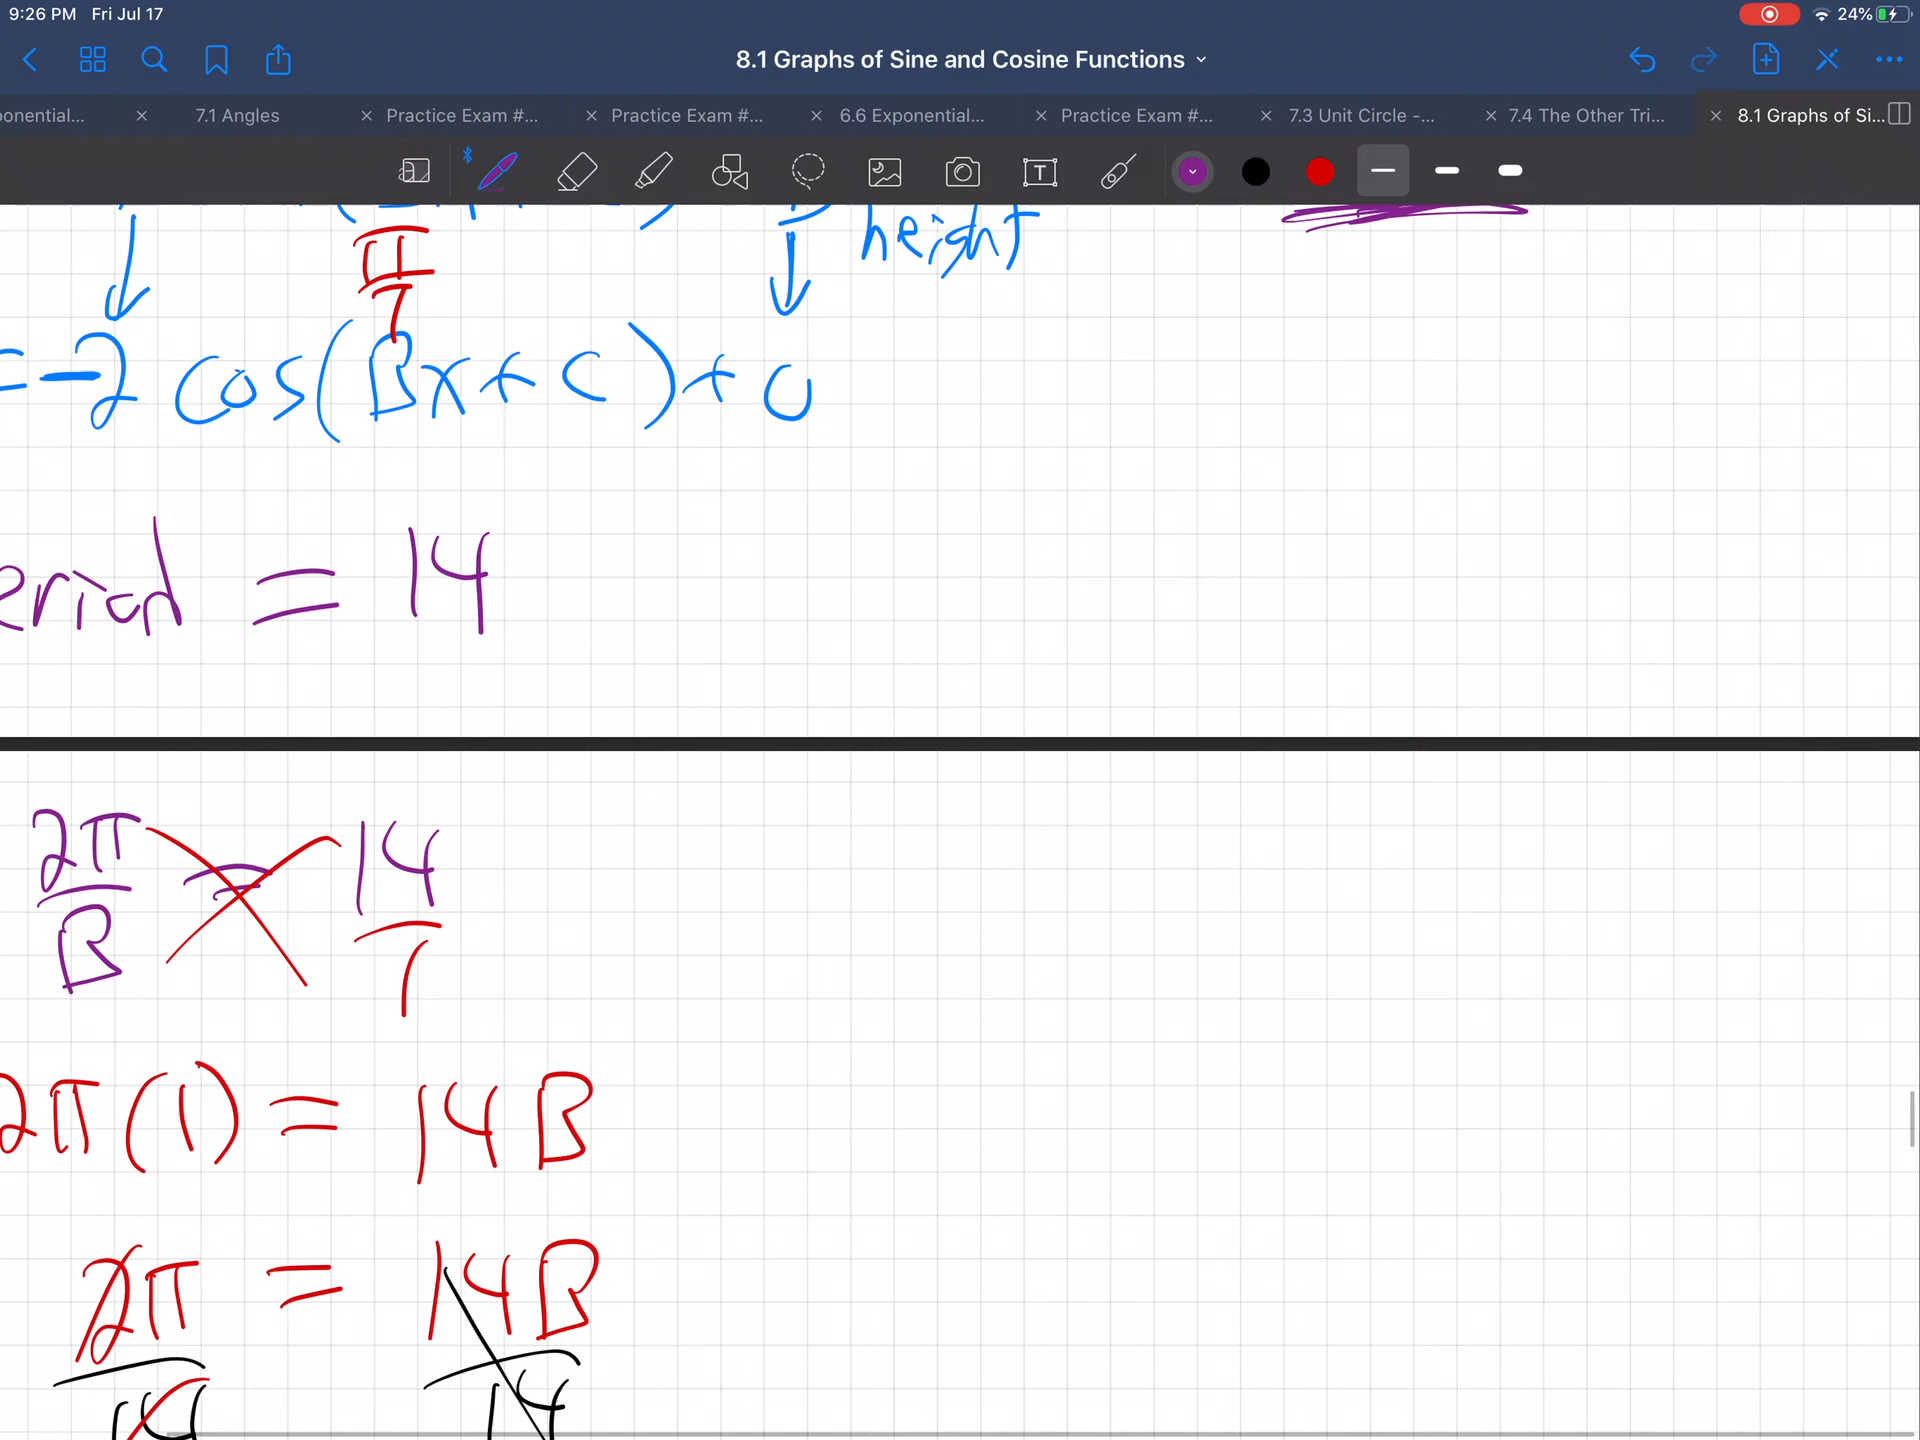 9:26 PM Fri Jul 17
24%
8.1 Graphs of Sine and Cosine Functions
ponential...
7.1 Angles
Practice Exam #...
Practice Exam #...
6.6 Exponential...
Practice Exam #...
7.3 Unit Circle -...
7.4 The Other Tri...
8.1 Graphs of Si...
height
π/7
= -2 cos(Bx + C) + 0
eriod = 14
2π/B = 14/1
2π(1) = 14B
2π/14 = 14B/14